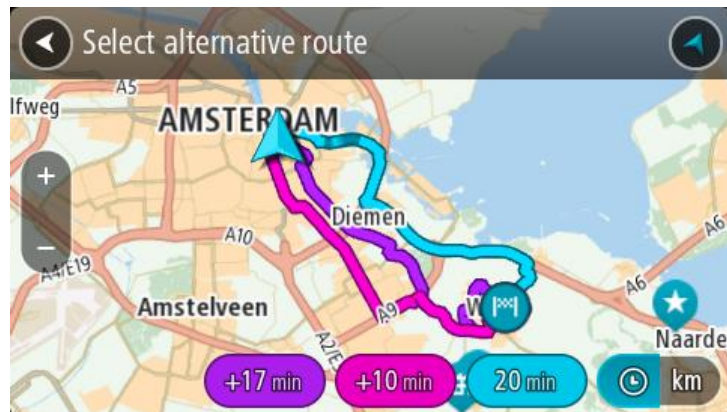 Select alternative route
A5
lfweg
AMSTERDAM
+
Diemen
A10
−
A4/E19
A6
A6
Amstelveen
A9
W
Naarde
A2/E
+17 min
+10 min
20 min
km